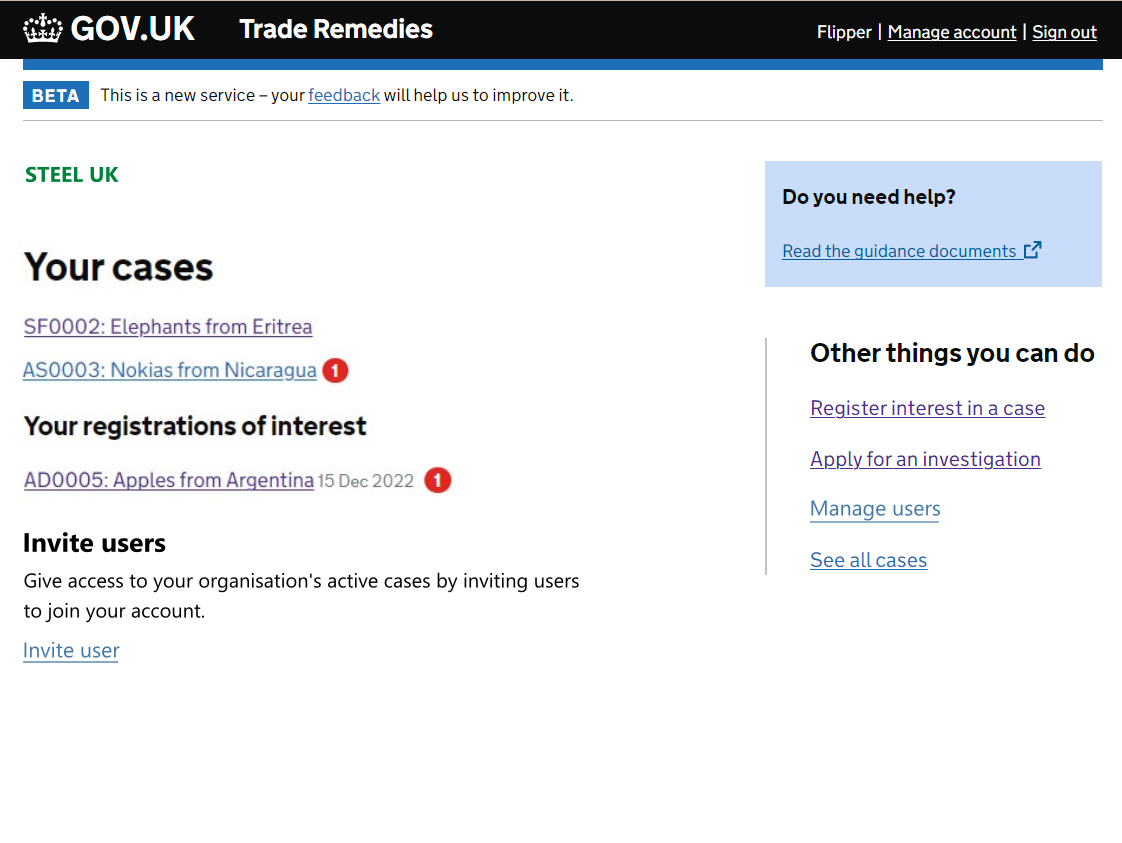 GOV.UK Trade Remedies Flipper | Manage account | Sign out
BETA This is a new service – your feedback will help us to improve it.
STEEL UK
Your cases
SF0002: Elephants from Eritrea
AS0003: Nokias from Nicaragua 1
Your registrations of interest
AD0005: Apples from Argentina 15 Dec 2022 1
Invite users
Give access to your organisation's active cases by inviting users
to join your account.
Invite user
Do you need help?
Read the guidance documents
Other things you can do
Register interest in a case
Apply for an investigation
Manage users
See all cases